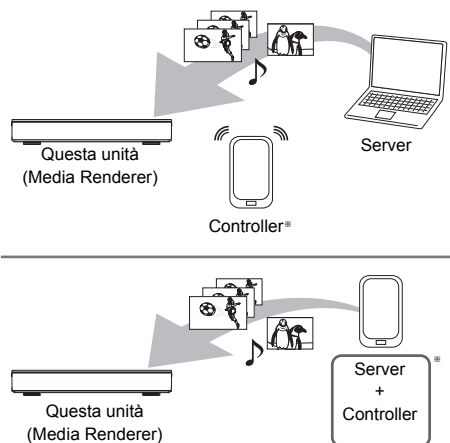 Server
Questa unità
(Media Renderer)
Controller※
Server
+
Controller
※
Questa unità
(Media Renderer)